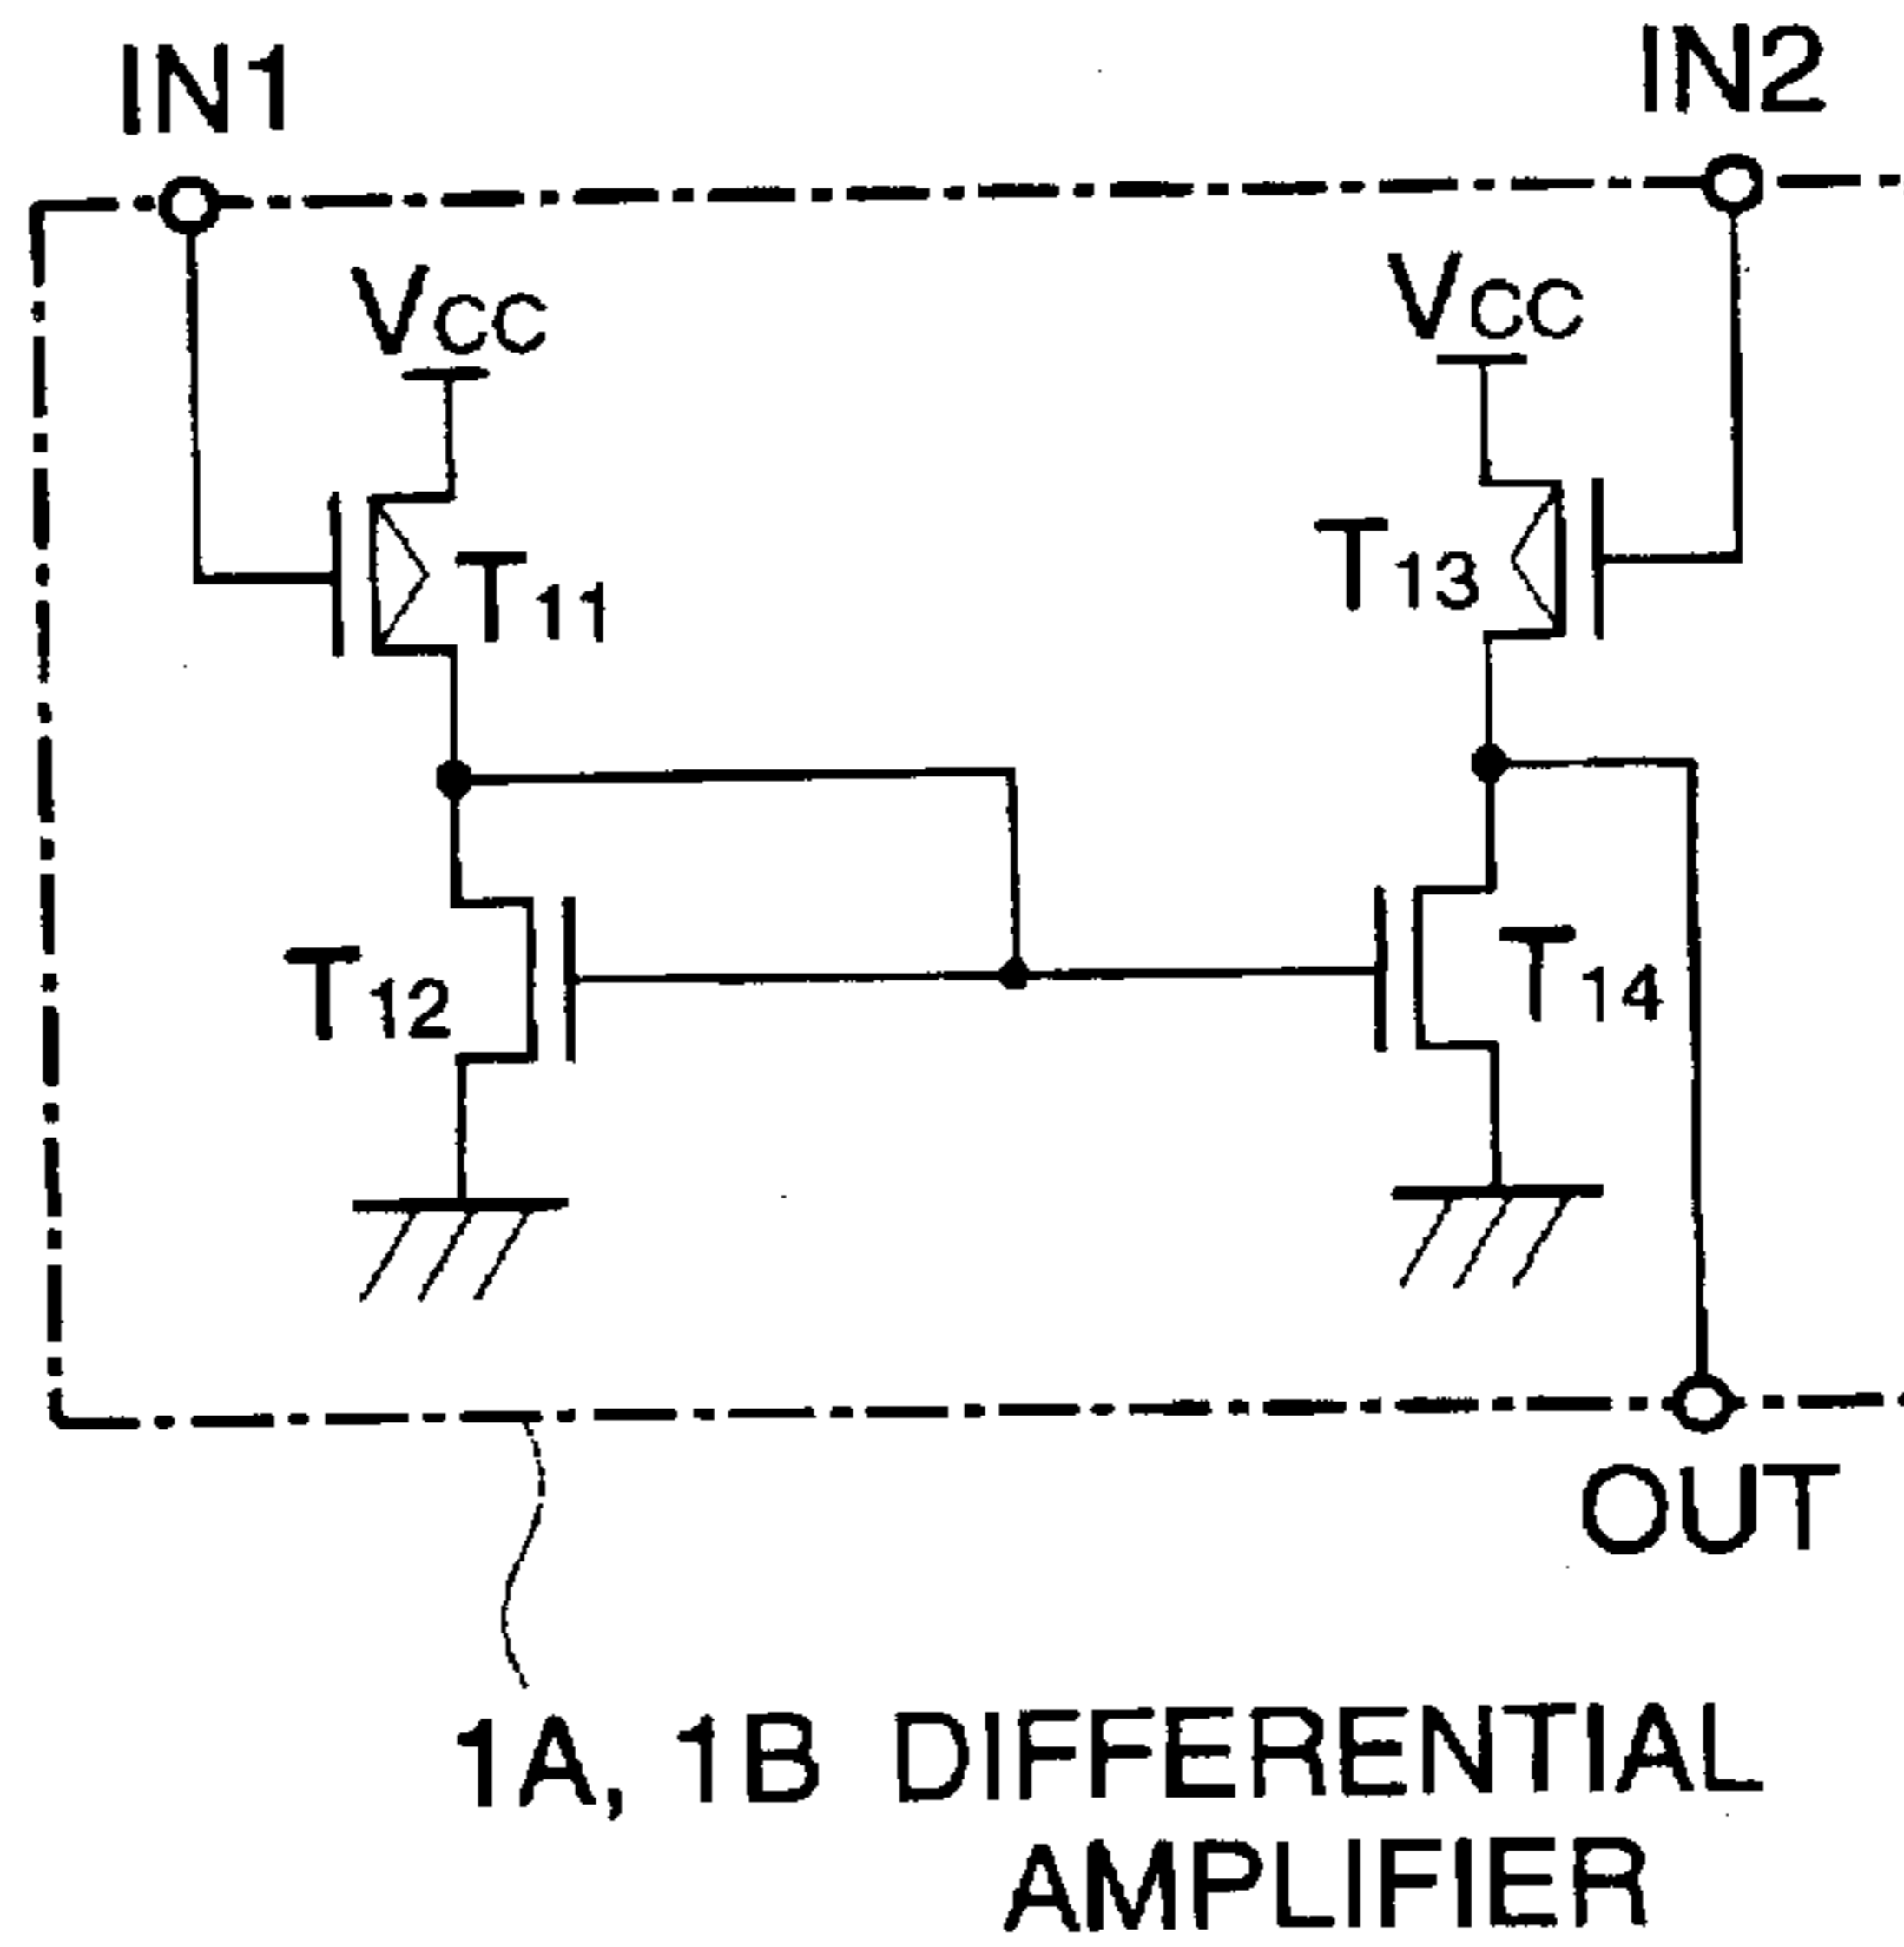 IN1
IN2
Vcc
Vcc
T11
T13
T12
T14
OUT
1A, 1B DIFFERENTIAL
AMPLIFIER